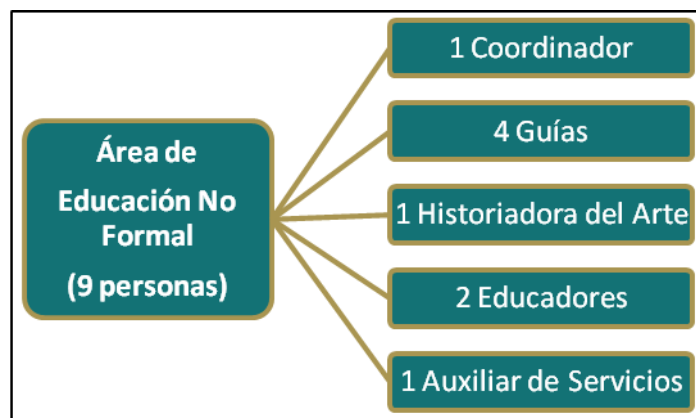 Área de
Educación No
Formal
(9 personas)
1 Coordinador
4 Guías
1 Historiadora del Arte
2 Educadores
1 Auxiliar de Servicios